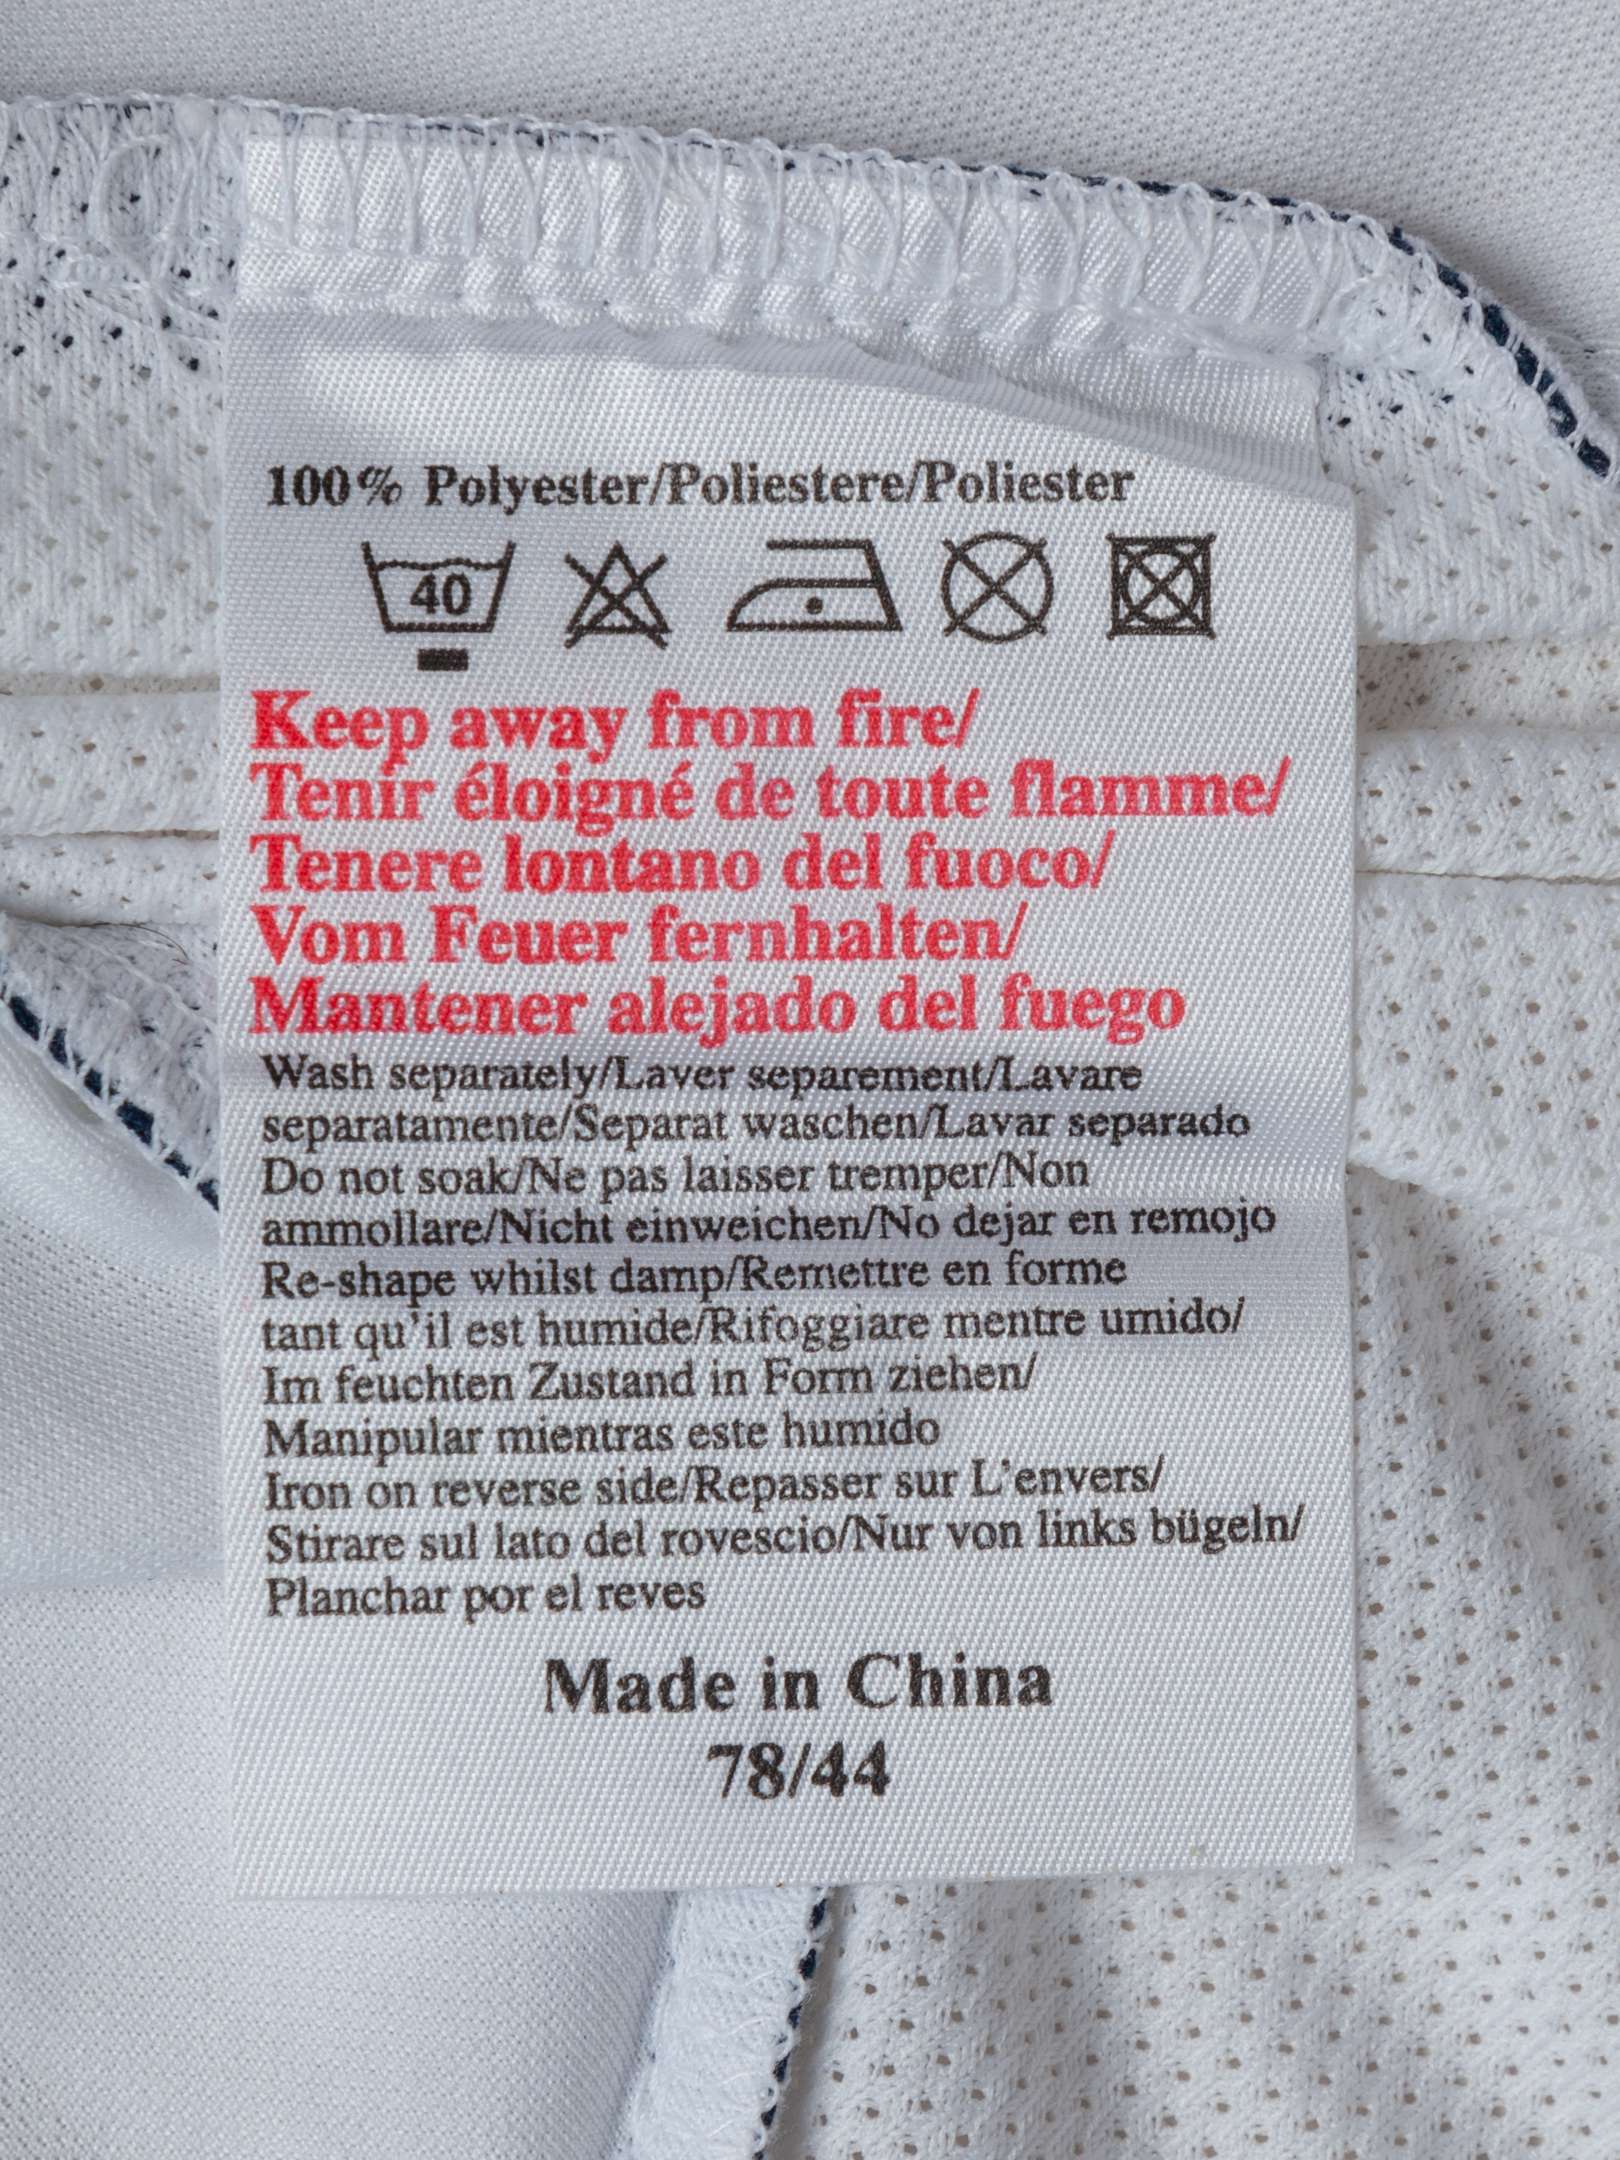 100% Polyester/Poliestere/Poliester
40
Keep away from fire/
Tenir éloigné de toute flamme/
Tenere lontano del fuoco/
Vom Feuer fernhalten/
Mantener alejado del fuego
Wash separately/Laver separement/Lavare
separatamente/Separat waschen/Lavar separado
Do not soak/Ne pas laisser tremper/Non
ammollare/Nicht einweichen/No dejar en remojo
Re-shape whilst damp/Remettre en forme
tant qu'il est humide/Rifoggiare mentre umido/
Im feuchten Zustand in Form ziehen/
Manipular mientras este humido
Iron on reverse side/Repasser sur L'envers/
Stirare sul lato del rovescio/Nur von links bügeln/
Planchar por el reves
Made in China
78/44